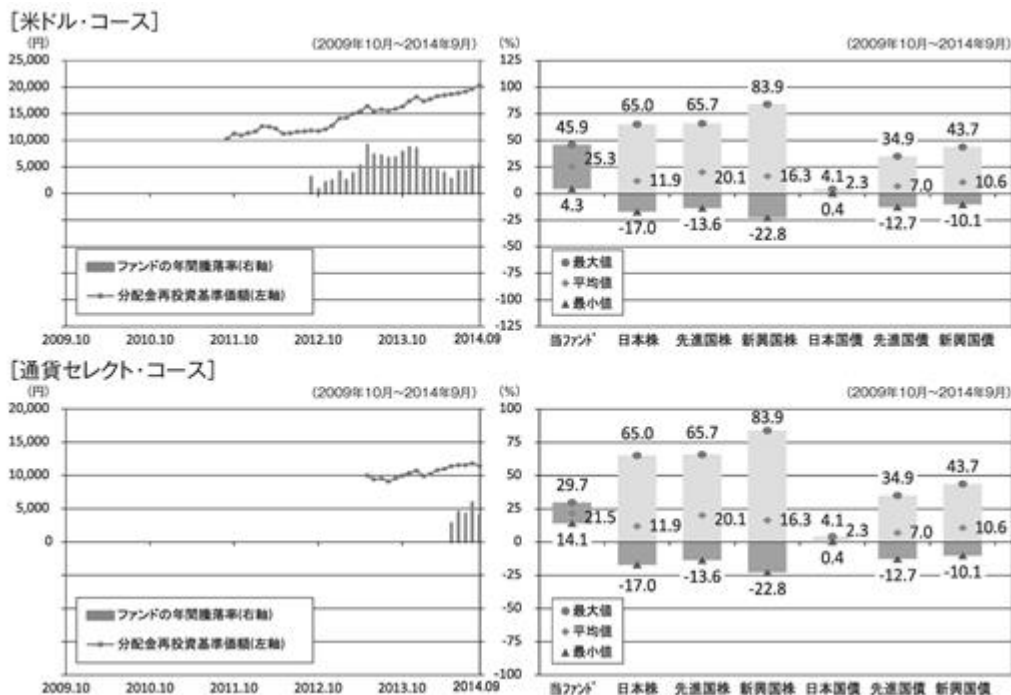 [米ドル・コース]
(円)
(2009年10月~2014年9月)
25,000
20,000
15,000
10,000
5,000
0
ファンドの年間騰落率(右軸)
分配金再投資基準価額(左軸)
2009.10 2010.10 2011.10 2012.10 2013.10 2014.09
(%)
(2009年10月~2014年9月)
125
100
75
50
25
0
-25
-50
-75
-100
-125
45.9 65.0 65.7 83.9 4.1 34.9 43.7
25.3 11.9 20.1 16.3 2.3 7.0 10.6
4.3 -17.0 -13.6 -22.8 0.4 -12.7 -10.1
最大値
平均値
最小値
当ファンド 日本株 先進国株 新興国株 日本国債 先進国債 新興国債
[通貨セレクト・コース]
(円)
(2009年10月~2014年9月)
20,000
15,000
10,000
5,000
0
ファンドの年間騰落率(右軸)
分配金再投資基準価額(左軸)
2009.10 2010.10 2011.10 2012.10 2013.10 2014.09
(%)
(2009年10月~2014年9月)
100
75
50
25
0
-25
-50
-75
-100
29.7 65.0 65.7 83.9 4.1 34.9 43.7
21.5 11.9 20.1 16.3 2.3 7.0 10.6
14.1 -17.0 -13.6 -22.8 0.4 -12.7 -10.1
最大値
平均値
最小値
当ファンド 日本株 先進国株 新興国株 日本国債 先進国債 新興国債